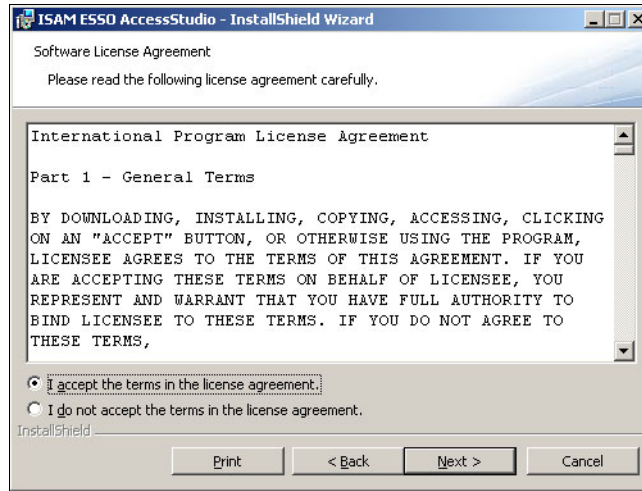 ISAM ESSO AccessStudio - InstallShield Wizard
Software License Agreement
Please read the following license agreement carefully.
International Program License Agreement
Part 1 - General Terms
BY DOWNLOADING, INSTALLING, COPYING, ACCESSING, CLICKING
ON AN "ACCEPT" BUTTON, OR OTHERWISE USING THE PROGRAM,
LICENSEE AGREES TO THE TERMS OF THIS AGREEMENT. IF YOU
ARE ACCEPTING THESE TERMS ON BEHALF OF LICENSEE, YOU
REPRESENT AND WARRANT THAT YOU HAVE FULL AUTHORITY TO
BIND LICENSEE TO THESE TERMS. IF YOU DO NOT AGREE TO
THESE TERMS,
I accept the terms in the license agreement.
I do not accept the terms in the license agreement.
InstallShield
Print < Back Next > Cancel